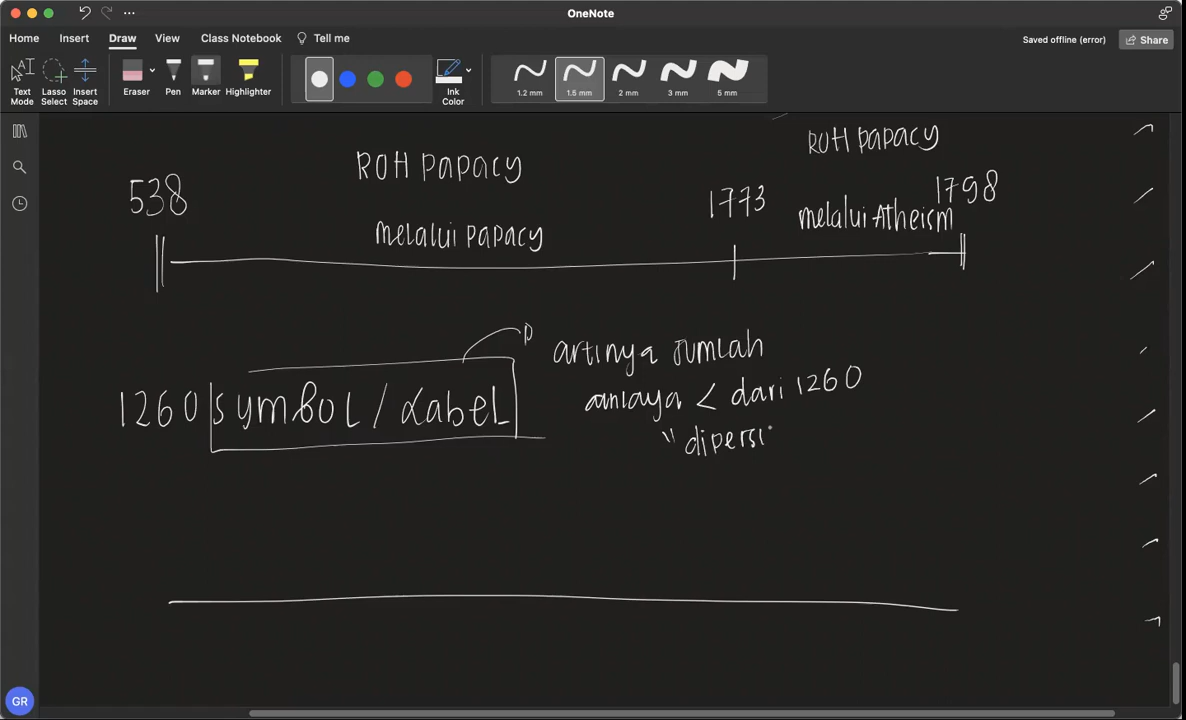 OneNote
Home Insert Draw View Class Notebook Tell me
Saved offline (error) Share
Text Mode
Lasso Select
Insert Space
Eraser
Pen
Marker
Highlighter
Ink Color
1.2 mm
1.5 mm
2 mm
3 mm
5 mm
ROH PAPACY
ROH PAPACY
538
1773
1798
melalui papacy
melalui Atheism
1260 symbol / Label
artinya jumlah
< dari 1260
"dipersi
GR